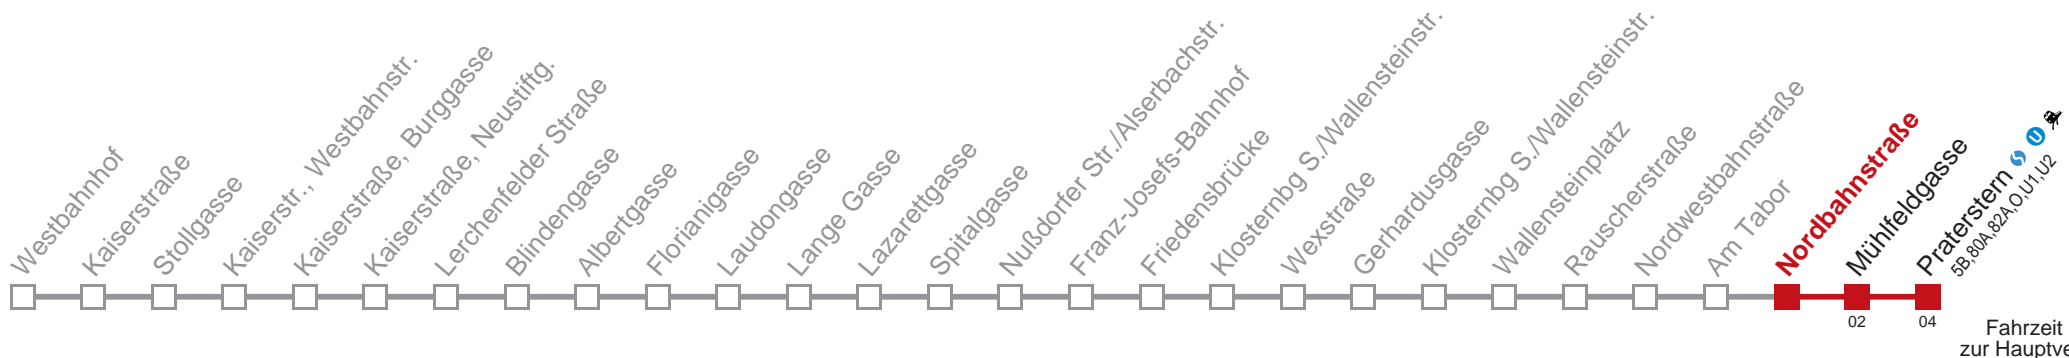 Westbahnhof
Kaiserstraße
Stollgasse
Kaiserstr., Westbahnstr.
Kaiserstraße, Burggasse
Kaiserstraße, Neustiftg.
Lerchenfelder Straße
Blindengasse
Albertgasse
Florianigasse
Laudongasse
Lange Gasse
Lazarettgasse
Spitalgasse
Nußdorfer Str./Alserbachstr.
Franz-Josefs-Bahnhof
Friedensbrücke
Klosternbg S./Wallensteinstr.
Wexstraße
Gerhardusgasse
Klosternbg S./Wallensteinstr.
Wallensteinplatz
Rauscherstraße
Nordwestbahnstraße
Am Tabor
Nordbahnstraße
Mühlfeldgasse
Praterstern S U
5B,80A,82A,O,U1,U2
02
04
Fahrzeit
zur Hauptve